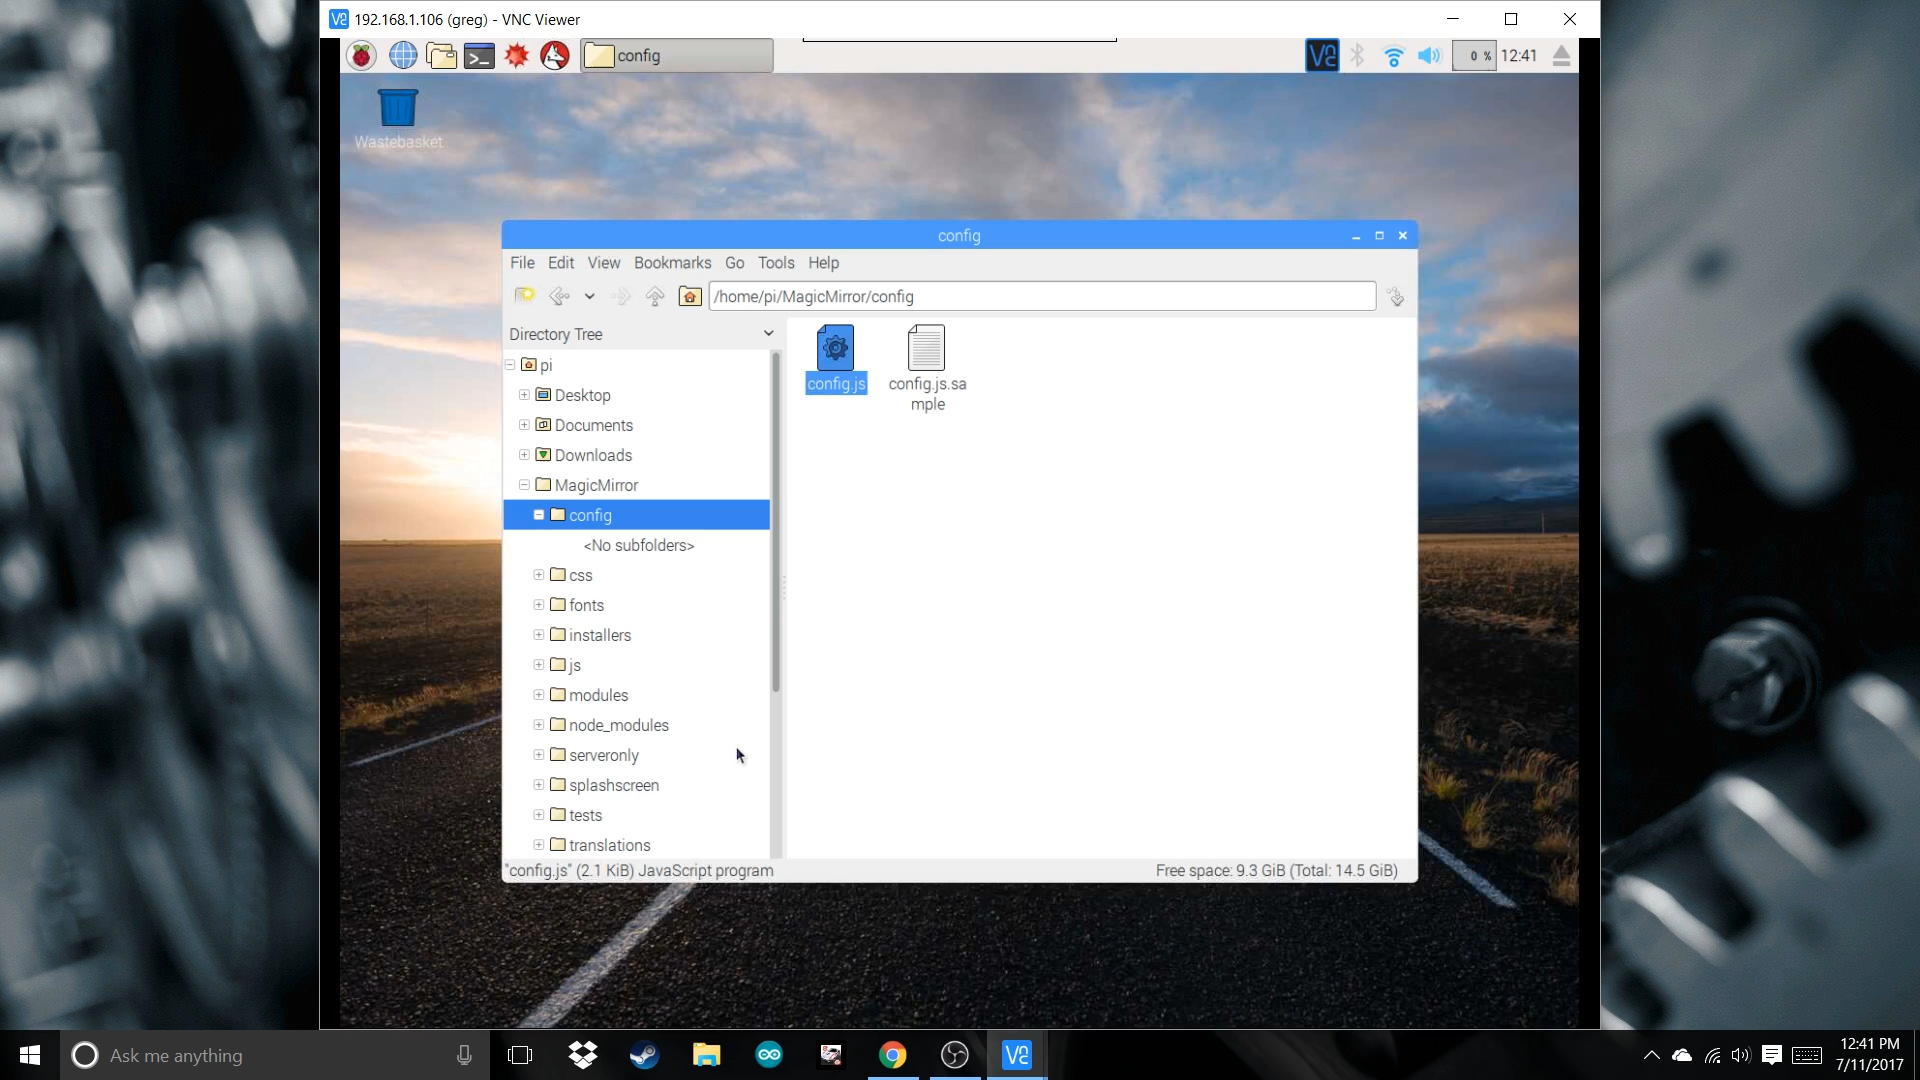 192.168.1.106 (greg) - VNC Viewer
config
0 %
12:41
Wastebasket
config
File Edit View Bookmarks Go Tools Help
/home/pi/MagicMirror/config
Directory Tree
pi
Desktop
Documents
Downloads
MagicMirror
config
<No subfolders>
css
fonts
installers
js
modules
node_modules
serveronly
splashscreen
tests
translations
config.js
config.js.sa
mple
"config.js" (2.1 KiB) JavaScript program
Free space: 9.3 GiB (Total: 14.5 GiB)
Ask me anything
12:41 PM
7/11/2017